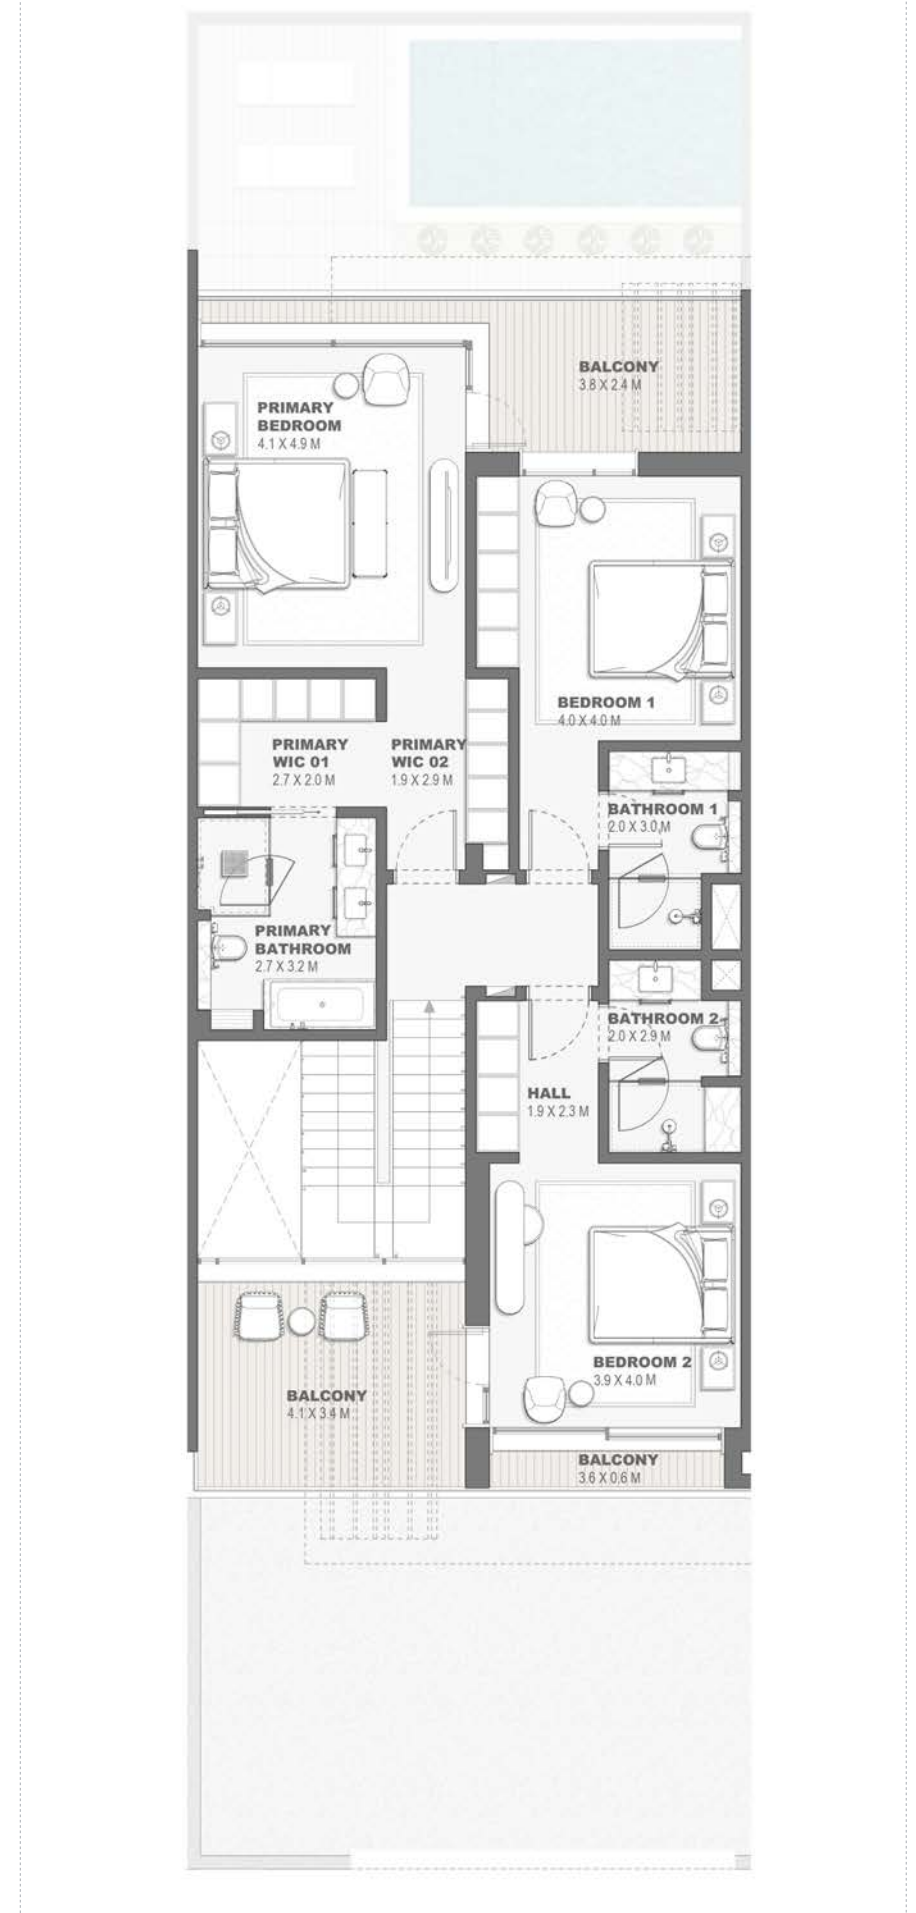 BALCONY
3.8 X 2.4 M
PRIMARY
BEDROOM
4.1 X 4.9 M
BEDROOM 1
4.0 X 4.0 M
PRIMARY
WIC 01
2.7 X 2.0 M
PRIMARY
WIC 02
1.9 X 2.9 M
BATHROOM 1
2.0 X 3.0 M
PRIMARY
BATHROOM
2.7 X 3.2 M
BATHROOM 2
2.0 X 2.9 M
HALL
1.9 X 2.3 M
BEDROOM 2
3.9 X 4.0 M
BALCONY
4.1 X 3.4 M
BALCONY
3.6 X 0.6 M